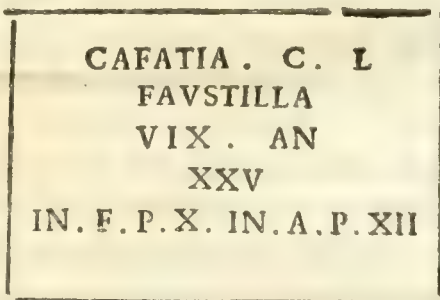 CAFATIA . C . L
FAVSTILLA
VIX . AN
XXV
IN . F . P . X . IN . A . P . XII